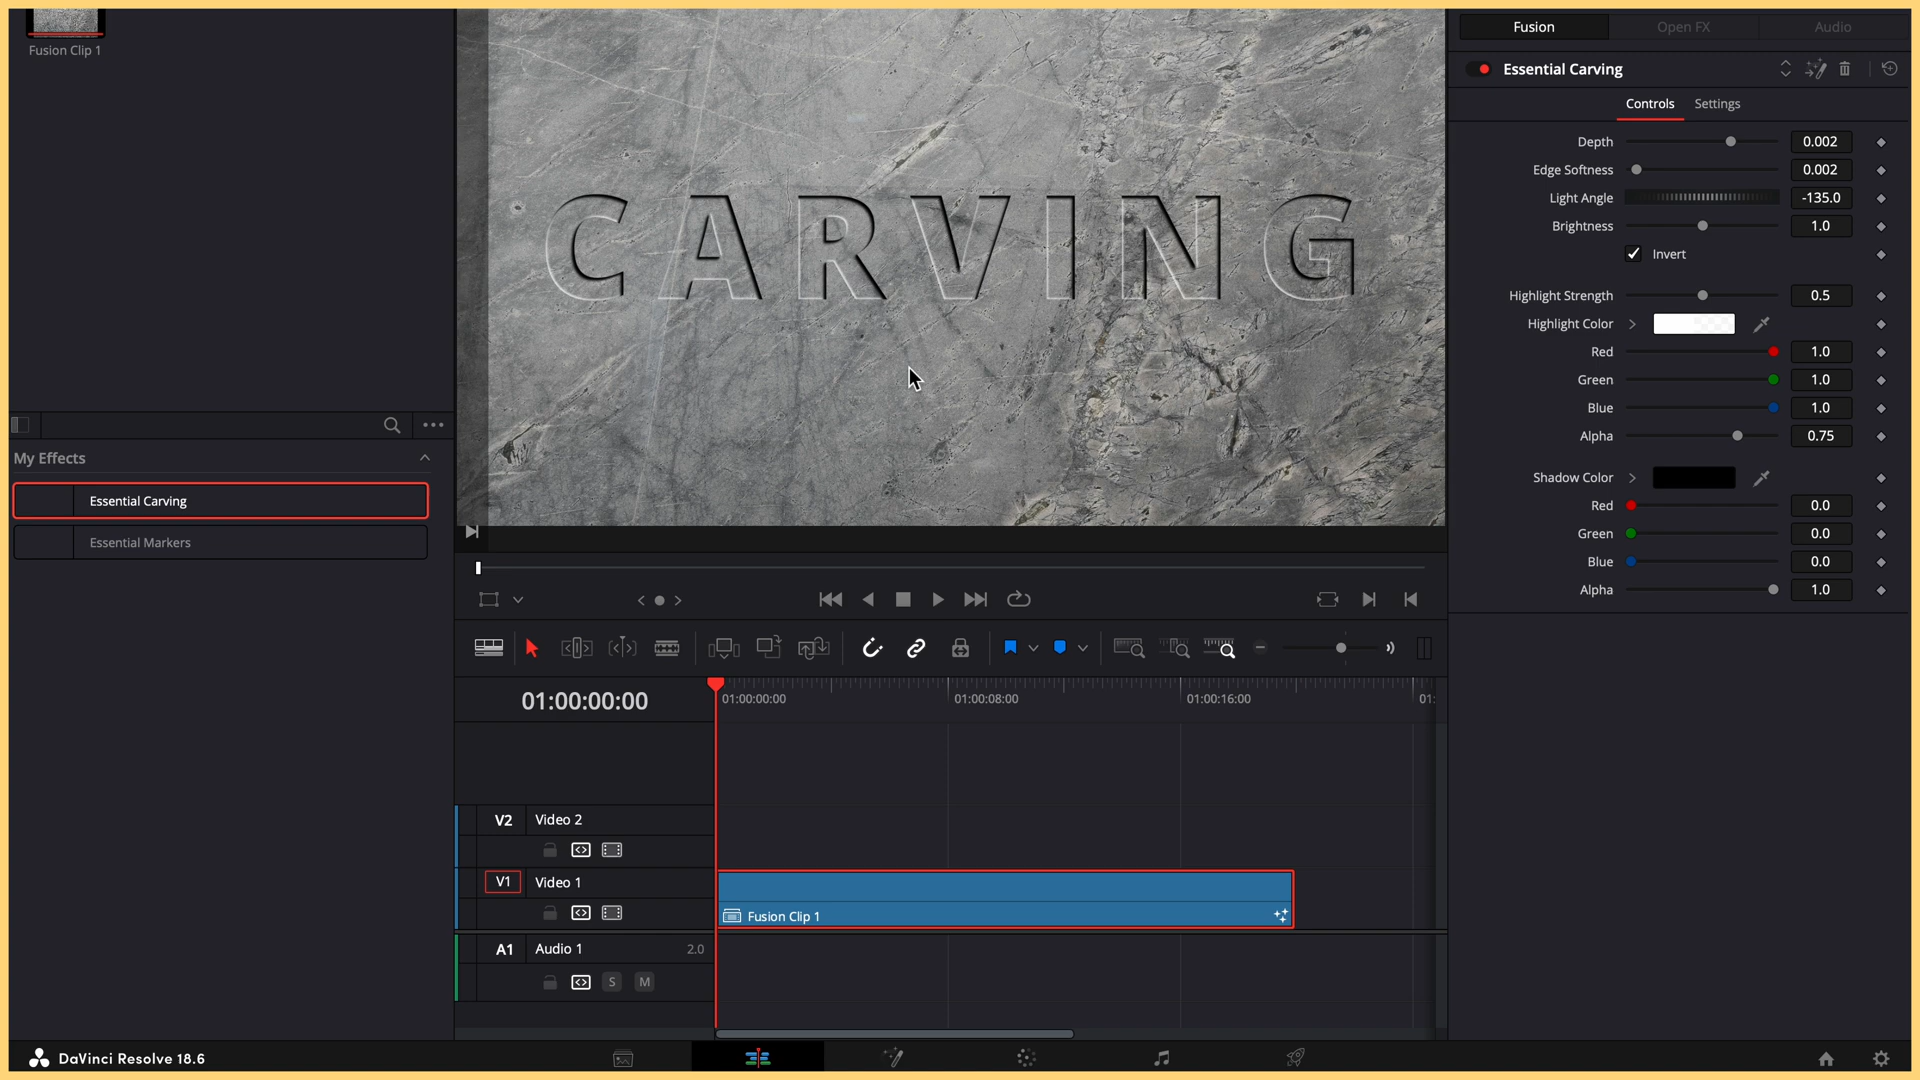 Fusion Clip 1
My Effects
Essential Carving
Essential Markers
CARVING
Fusion
Open FX
Audio
Essential Carving
Controls
Settings
Depth 0.002
Edge Softness 0.002
Light Angle -135.0
Brightness 1.0
Invert
Highlight Strength 0.5
Highlight Color
Red 1.0
Green 1.0
Blue 1.0
Alpha 0.75
Shadow Color
Red 0.0
Green 0.0
Blue 0.0
Alpha 1.0
01:00:00:00
01:00:00:00
01:00:08:00
01:00:16:00
01:
V2 Video 2
V1 Video 1
Fusion Clip 1
A1 Audio 1 2.0
S M
DaVinci Resolve 18.6